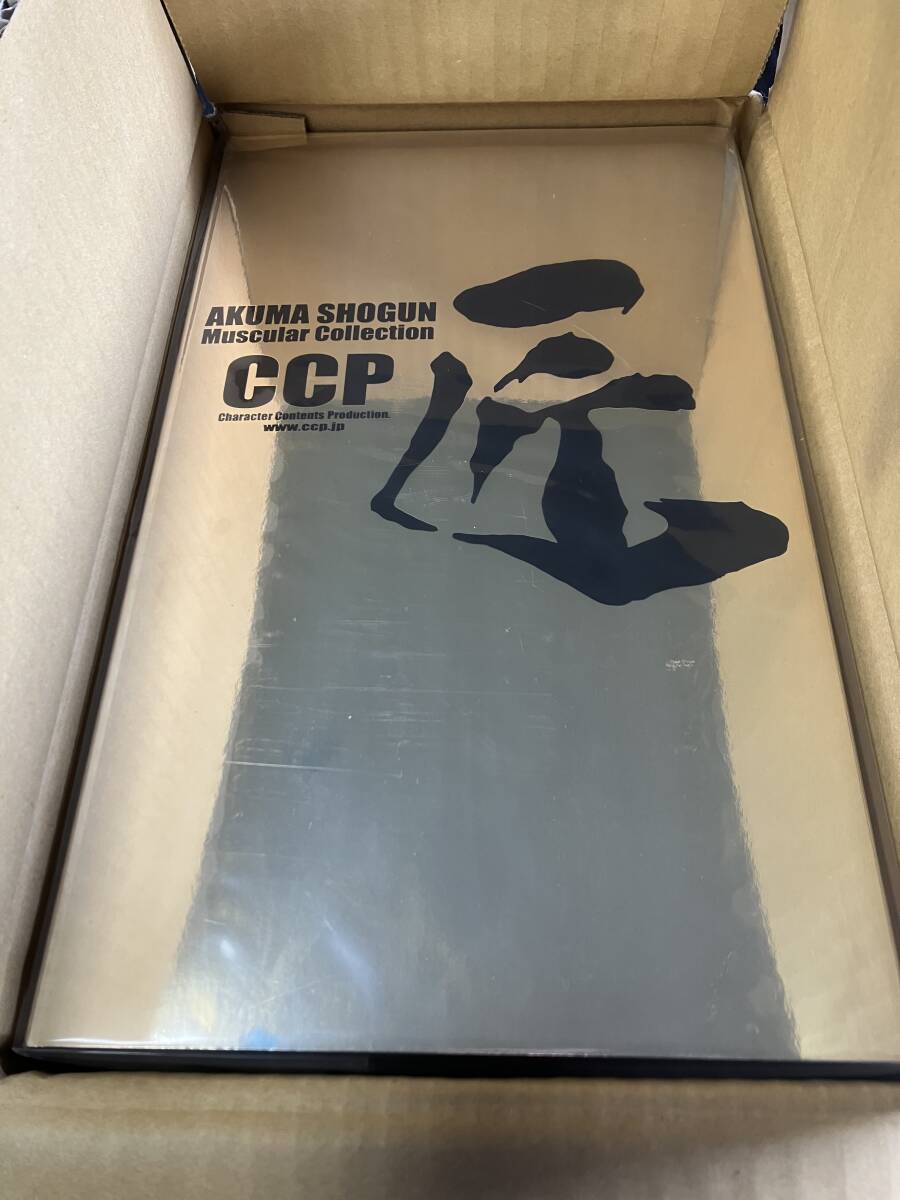 AKUMA SHOGUN
Muscular Collection
CCP
Character Contents Production.
www.ccp.jp
匠